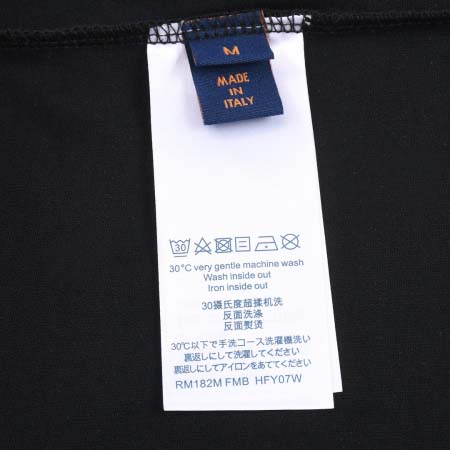 M
MADE
IN
ITALY
30
30°C very gentle machine wash
Wash inside out
Iron inside out
30摄氏度超揉机洗
反面洗涤
反面熨烫
30℃以下で手洗コース洗濯機洗い
裏返しにして洗濯してください
裏返しにしてアイロンをあてください
RM182M FMB HFY07W